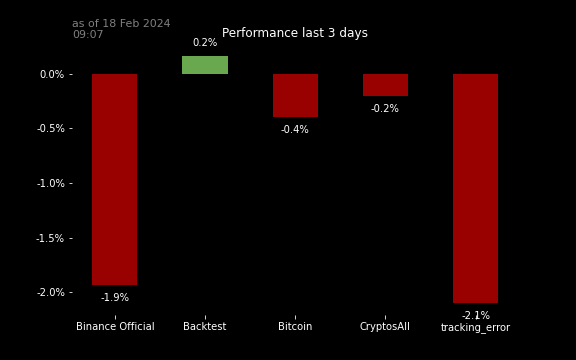 as of 18 Feb 2024
09:07
Performance last 3 days
0.2%
0.0%
-0.5%
-1.0%
-1.5%
-2.0%
-0.4%
-0.2%
-1.9%
-2.1%
Binance Official
Backtest
Bitcoin
CryptosAll
tracking_error